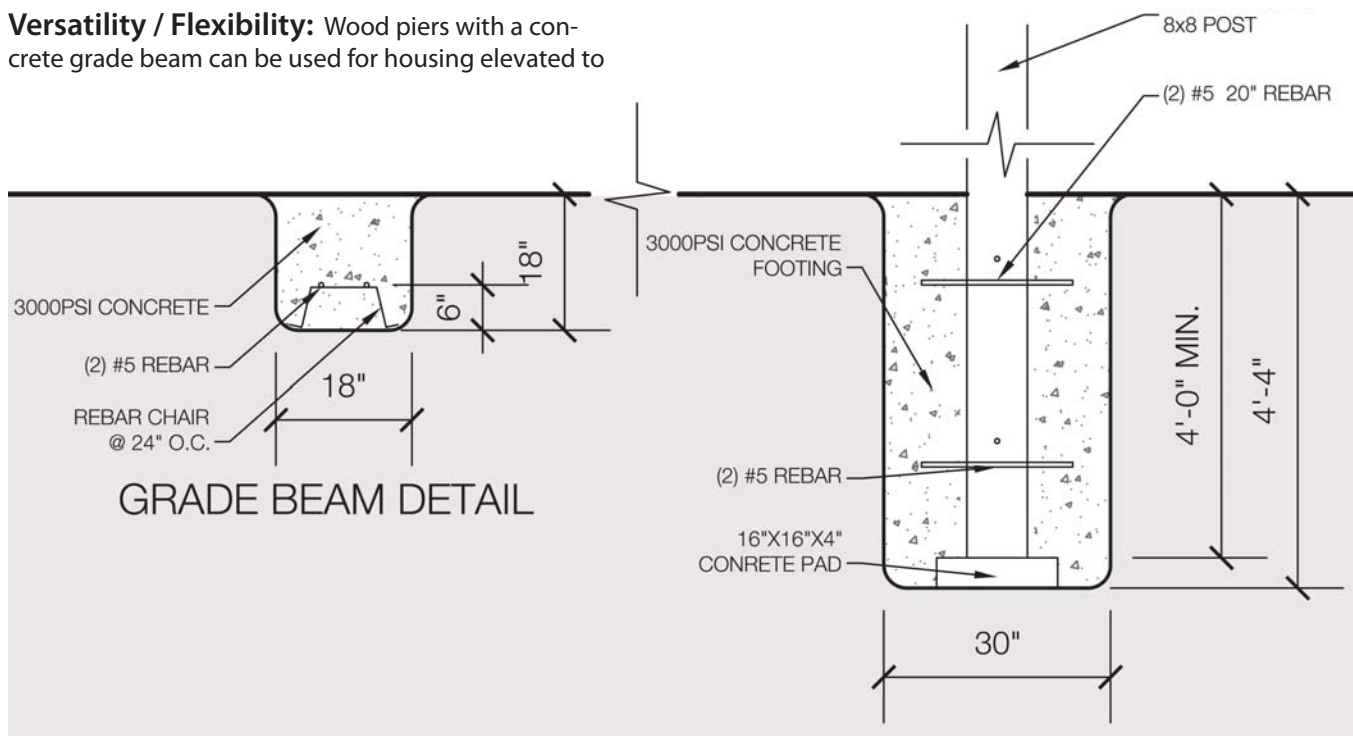 Versatility / Flexibility: Wood piers with a con-
crete grade beam can be used for housing elevated to
3000PSI CONCRETE
(2) #5 REBAR
REBAR CHAIR
@ 24" O.C.
18"
6"
18"
GRADE BEAM DETAIL
8x8 POST
(2) #5 20" REBAR
3000PSI CONCRETE
FOOTING
(2) #5 REBAR
16"X16"X4"
CONRETE PAD
4'-0" MIN.
4'-4"
30"